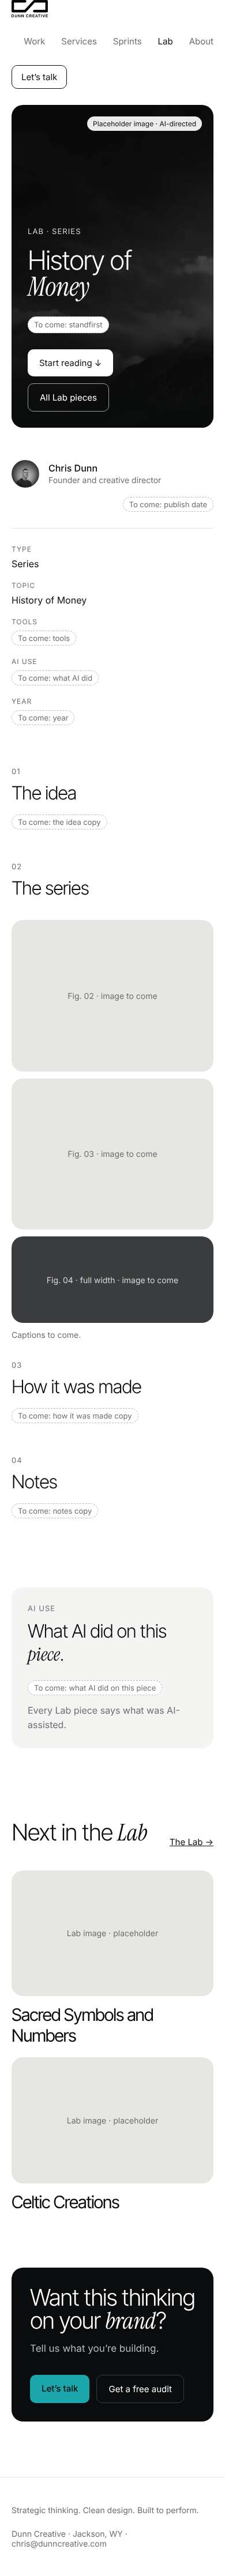 DUNN CREATIVE
Work Services Sprints Lab About
Let's talk
Placeholder image · AI-directed
LAB · SERIES
History of
Money
To come: standfirst
Start reading ↓
All Lab pieces
Chris Dunn
Founder and creative director
To come: publish date
TYPE
Series
TOPIC
History of Money
TOOLS
To come: tools
AI USE
To come: what AI did
YEAR
To come: year
01
The idea
To come: the idea copy
02
The series
Fig. 02 · image to come
Fig. 03 · image to come
Fig. 04 · full width · image to come
Captions to come.
03
How it was made
To come: how it was made copy
04
Notes
To come: notes copy
AI USE
What AI did on this
piece.
To come: what AI did on this piece
Every Lab piece says what was AI-
assisted.
Next in the Lab
The Lab →
Lab image · placeholder
Sacred Symbols and
Numbers
Lab image · placeholder
Celtic Creations
Want this thinking
on your brand?
Tell us what you're building.
Let's talk
Get a free audit
Strategic thinking. Clean design. Built to perform.
Dunn Creative · Jackson, WY ·
chris@dunncreative.com